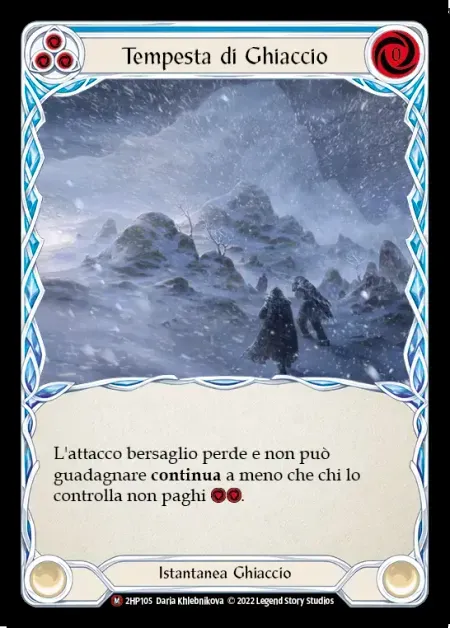 Tempesta di Ghiaccio
0
L'attacco bersaglio perde e non può
guadagnare continua a meno che chi lo
controlla non paghi
Istantanea Ghiaccio
M 2HP105 Daria Khlebnikova © 2022 Legend Story Studios